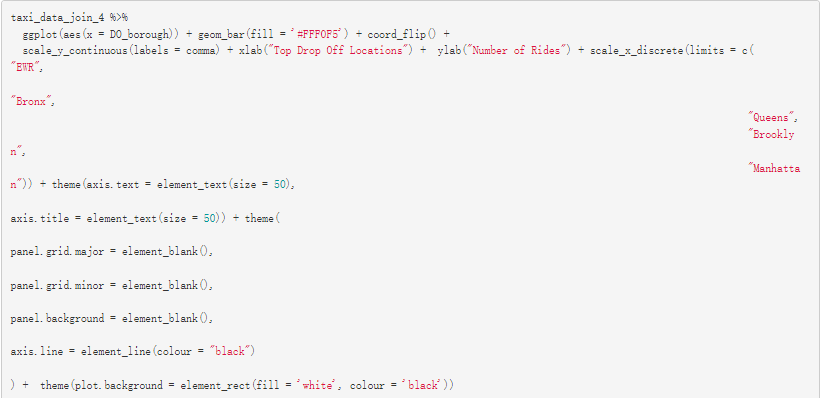 taxi_data_join_4 %>%
ggplot(aes(x = DO_borough)) + geom_bar(fill = '#FFF0F5') + coord_flip() +
scale_y_continuous(labels = comma) + xlab("Top Drop Off Locations") + ylab("Number of Rides") + scale_x_discrete(limits = c(
"EWR",
"Bronx",
"Queens",
"Brookly
n",
"Manhatta
n")) + theme(axis.text = element_text(size = 50),
axis.title = element_text(size = 50)) + theme(
panel.grid.major = element_blank(),
panel.grid.minor = element_blank(),
panel.background = element_blank(),
axis.line = element_line(colour = "black")
) + theme(plot.background = element_rect(fill = 'white', colour = 'black'))